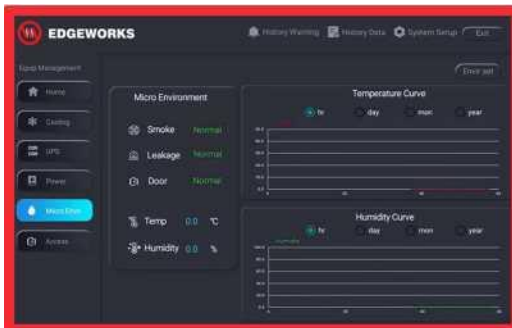 EDGEWORKS
History Warning
History Data
System Setup
Exit
Equip Management
Envir set
Home
Cooling
UPS
Power
Micro Envir
Access
Micro Environment
Smoke Normal
Leakage Normal
Door Normal
Temp 0.0 ℃
Humidity 0.0 %
Temperature Curve
hr day mon year
Humidity Curve
hr day mon year